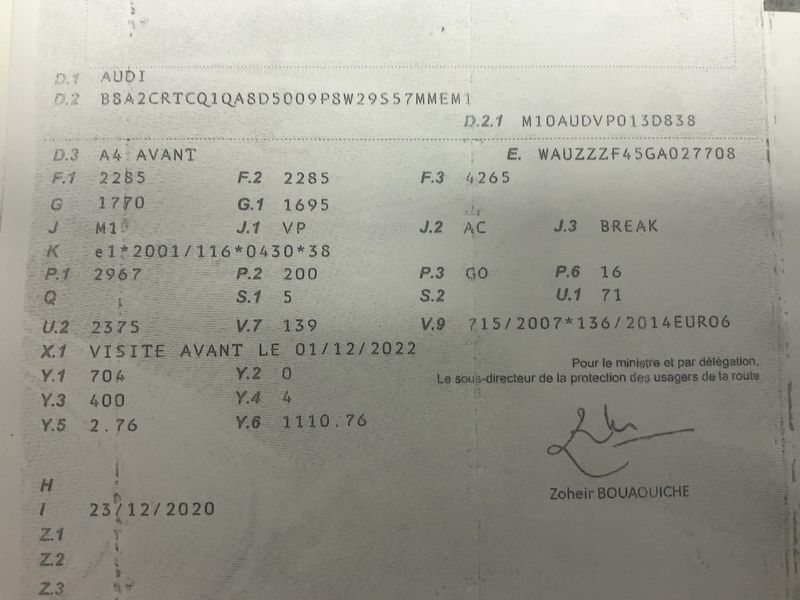 D.1 AUDI
D.2 B8A2CRTCQ1QA8D5009P8W29S57MMEM1
D.2.1 M10AUDVP013D838
D.3 A4 AVANT E. WAUZZZF45GA027708
F.1 2285 F.2 2285 F.3 4265
G 1770 G.1 1695
J M1 J.1 VP J.2 AC J.3 BREAK
K e1*2001/116*0430*38
P.1 2967 P.2 200 P.3 GO P.6 16
Q S.1 5 S.2 U.1 71
U.2 2375 V.7 139 V.9 715/2007*136/2014EURO6
X.1 VISITE AVANT LE 01/12/2022
Pour le ministre et par délégation,
Y.1 704 Y.2 0 Le sous-directeur de la protection des usagers de la route
Y.3 400 Y.4 4
Y.5 2.76 Y.6 1110.76
Zoheir BOUAOUICHE
H
I 23/12/2020
Z.1
Z.2
Z.3